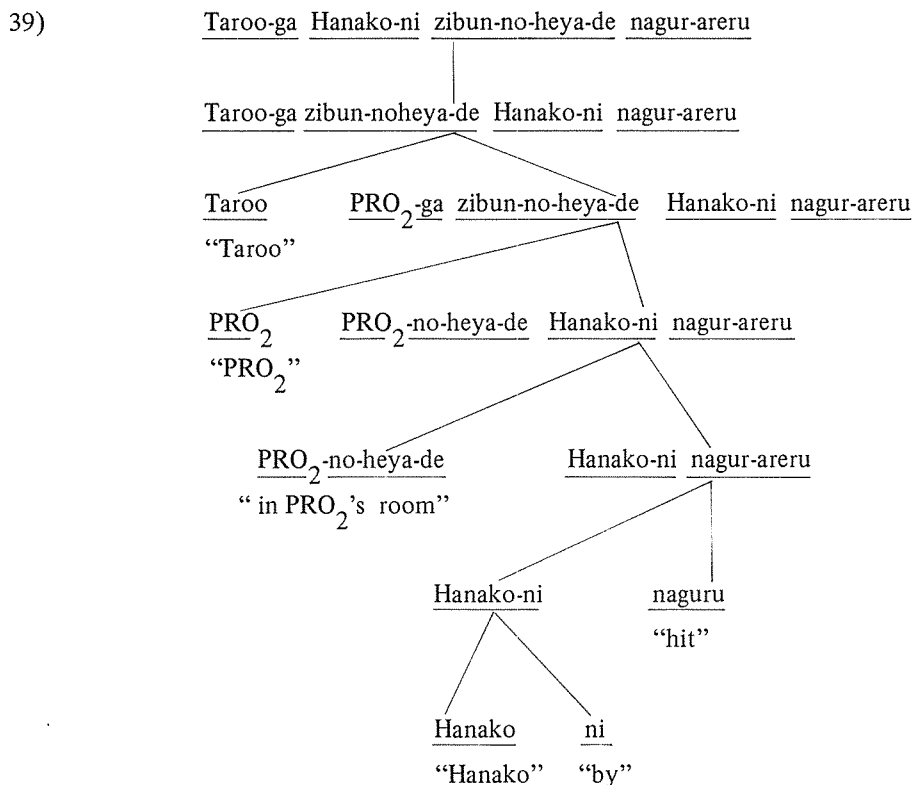 39) Taroo-ga Hanako-ni zibun-no-heya-de nagur-areru
Taroo-ga zibun-noheya-de Hanako-ni nagur-areru
Taroo PRO2-ga zibun-no-heya-de Hanako-ni nagur-areru
"Taroo"
PRO2 PRO2-no-heya-de Hanako-ni nagur-areru
"PRO2"
PRO2-no-heya-de Hanako-ni nagur-areru
" in PRO2's room"
Hanako-ni naguru
"hit"
Hanako ni
"Hanako" "by"